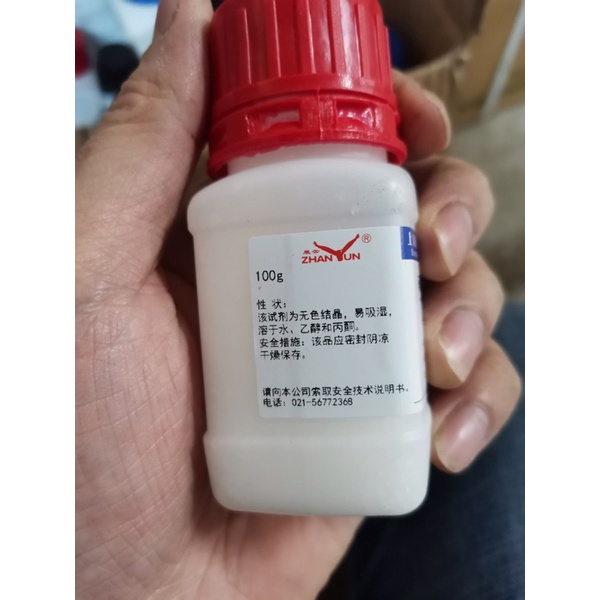 展云
ZHANYUN®
100g
性 状：
该试剂为无色结晶，易吸湿，
溶于水、乙醇和丙酮。
安全措施：该品应密封阴凉
干燥保存。
请向本公司索取安全技术说明书。
电话：021-56772368